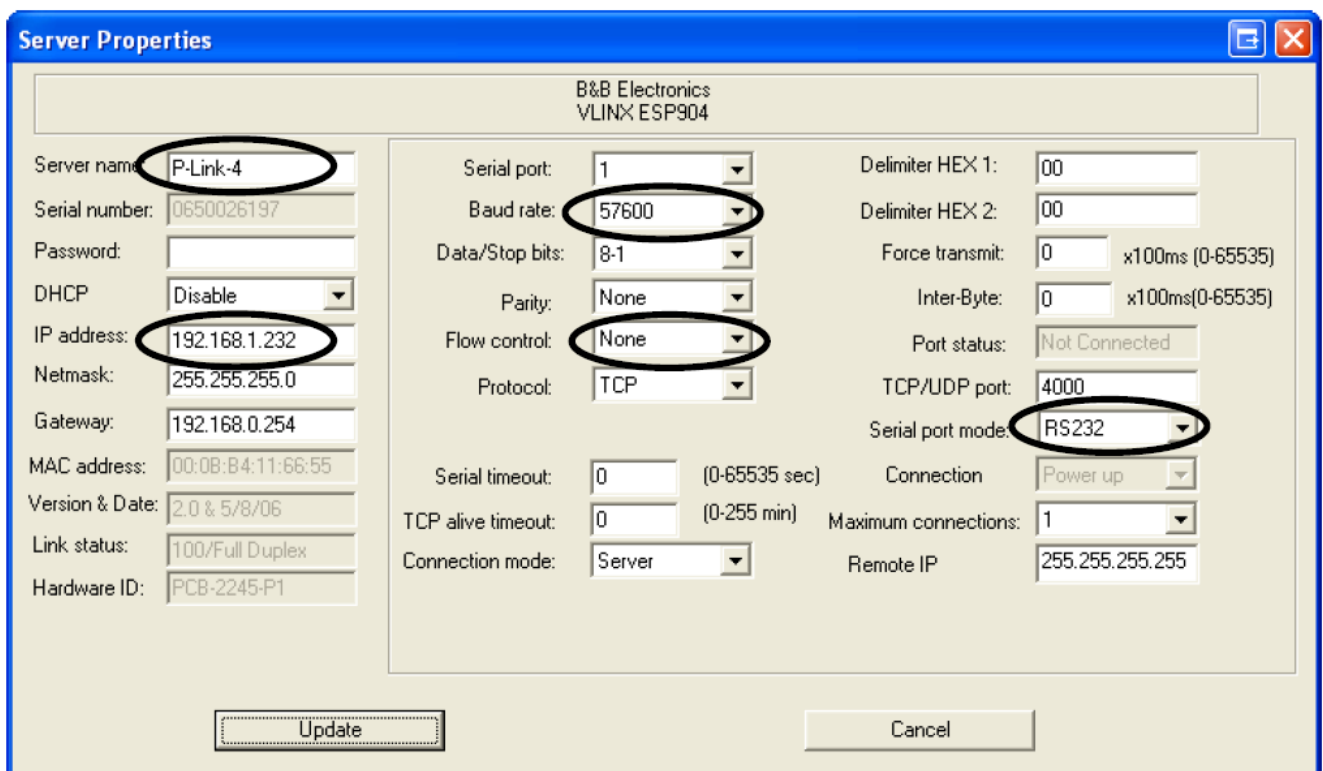 Server Properties
B&B Electronics
VLINX ESP904
Server name: P-Link-4
Serial number: 0650026197
Password:
DHCP Disable
IP address: 192.168.1.232
Netmask: 255.255.255.0
Gateway: 192.168.0.254
MAC address: 00:0B:B4:11:66:55
Version & Date: 2.0 & 5/8/06
Link status: 100/Full Duplex
Hardware ID: PCB-2245-P1
Serial port: 1
Baud rate: 57600
Data/Stop bits: 8-1
Parity: None
Flow control: None
Protocol: TCP
Serial timeout: 0 (0-65535 sec)
TCP alive timeout: 0 (0-255 min)
Connection mode: Server
Delimiter HEX 1: 00
Delimiter HEX 2: 00
Force transmit: 0 x100ms (0-65535)
Inter-Byte: 0 x100ms(0-65535)
Port status: Not Connected
TCP/UDP port: 4000
Serial port mode: RS232
Connection Power up
Maximum connections: 1
Remote IP 255.255.255.255
Update
Cancel